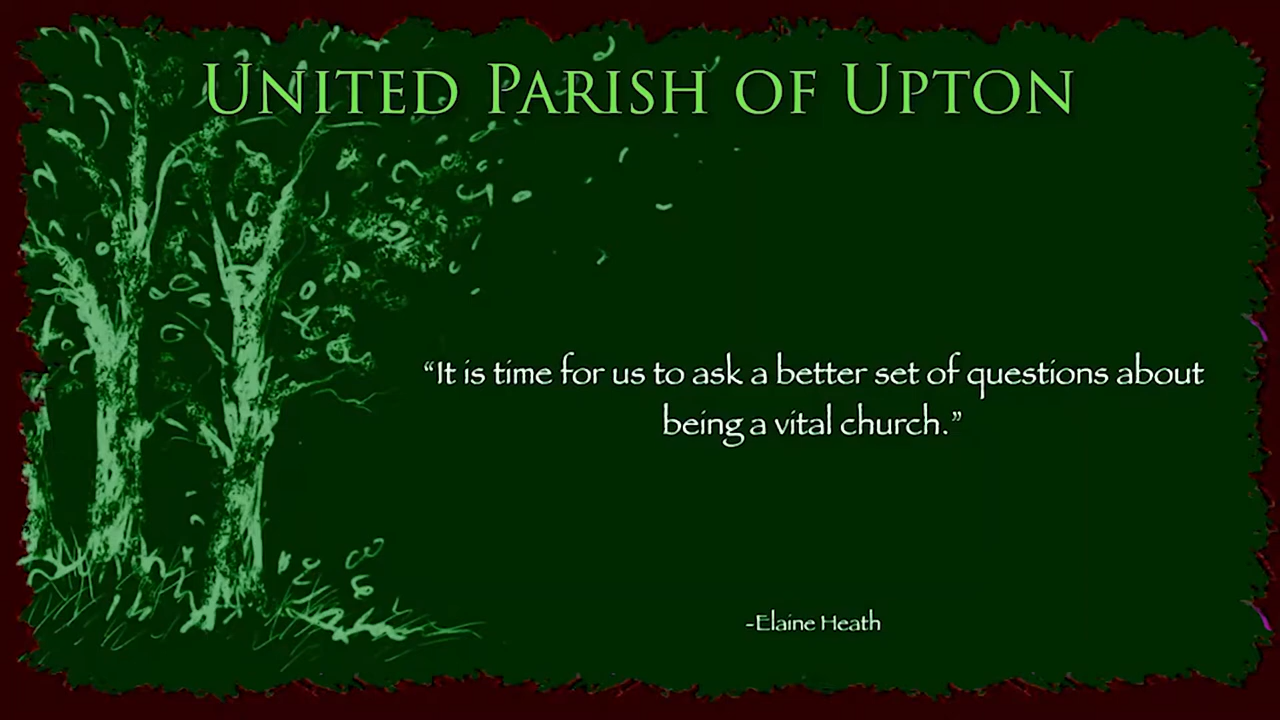 UNITED PARISH OF UPTON
“It is time for us to ask a better set of questions about
being a vital church.”
-Elaine Heath